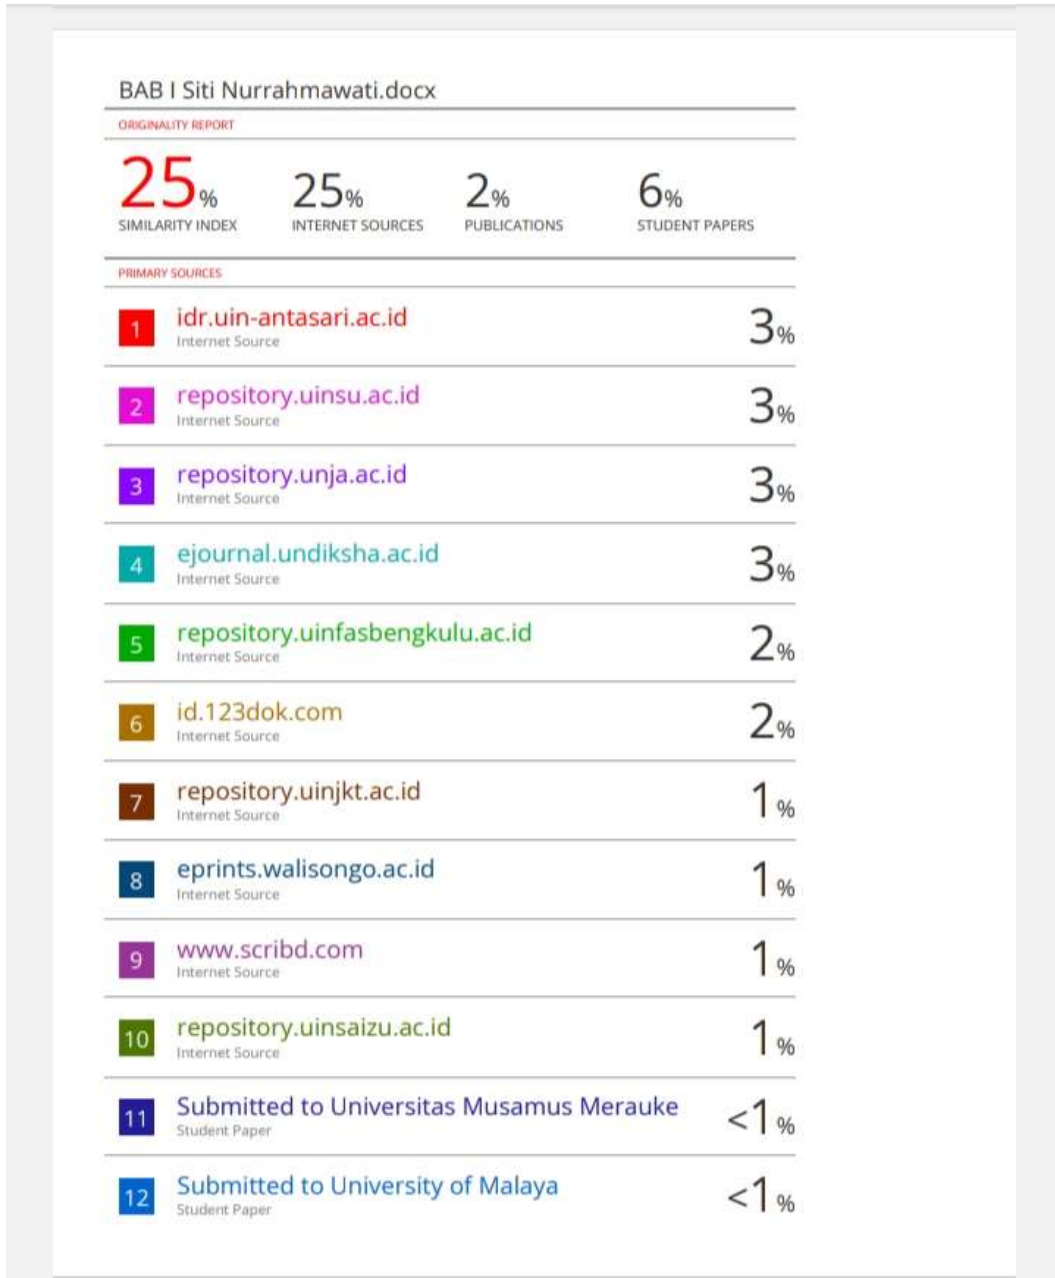 BAB I Siti Nurrahmawati.docx
ORIGINALITY REPORT
25% 25% 2% 6%
SIMILARITY INDEX INTERNET SOURCES PUBLICATIONS STUDENT PAPERS
PRIMARY SOURCES
1 idr.uin-antasari.ac.id 3%
Internet Source
2 repository.uinsu.ac.id 3%
Internet Source
3 repository.unja.ac.id 3%
Internet Source
4 ejournal.undiksha.ac.id 3%
Internet Source
5 repository.uinfasbengkulu.ac.id 2%
Internet Source
6 id.123dok.com 2%
Internet Source
7 repository.uinjkt.ac.id 1%
Internet Source
8 eprints.walisongo.ac.id 1%
Internet Source
9 www.scribd.com 1%
Internet Source
10 repository.uinsaizu.ac.id 1%
Internet Source
11 Submitted to Universitas Musamus Merauke <1%
Student Paper
12 Submitted to University of Malaya <1%
Student Paper